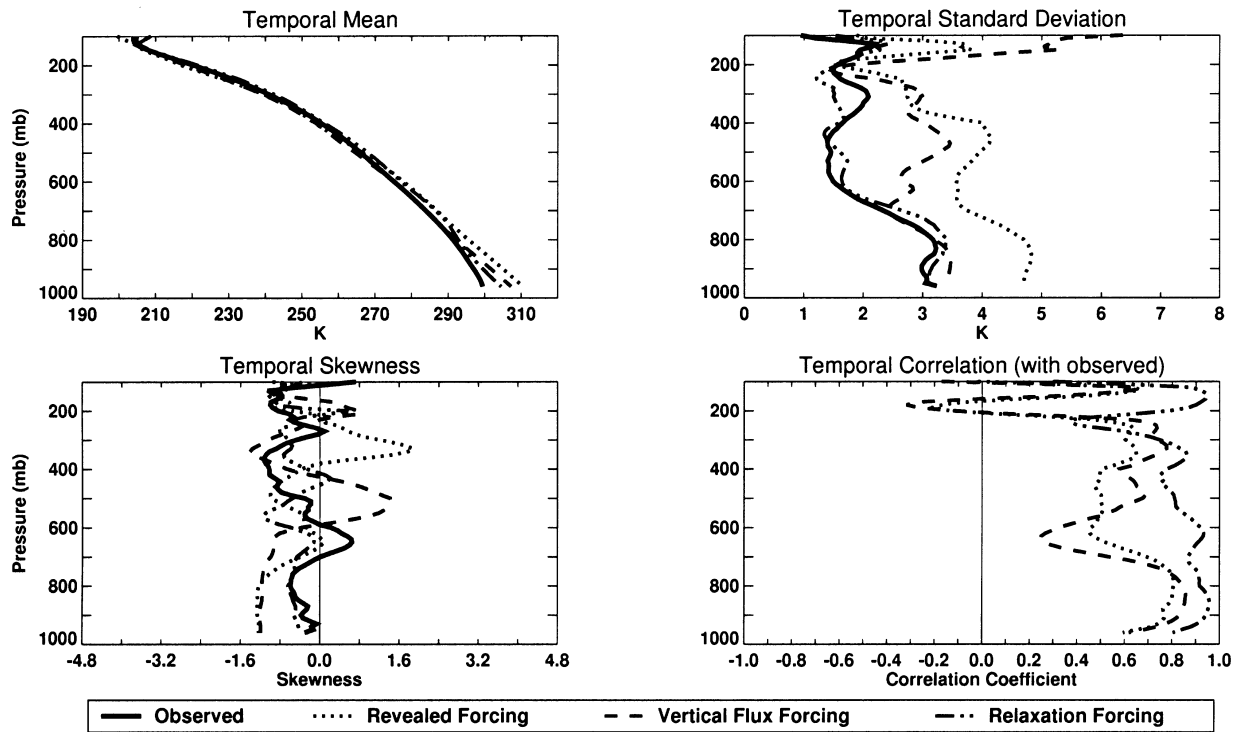 Temporal Mean
Pressure (mb)
200
400
600
800
1000
190 210 230 250 270 290 310
K
Temporal Standard Deviation
Pressure (mb)
200
400
600
800
1000
0 1 2 3 4 5 6 7 8
K
Temporal Skewness
Pressure (mb)
200
400
600
800
1000
-4.8 -3.2 -1.6 0.0 1.6 3.2 4.8
Skewness
Temporal Correlation (with observed)
Pressure (mb)
200
400
600
800
1000
-1.0 -0.8 -0.6 -0.4 -0.2 0.0 0.2 0.4 0.6 0.8 1.0
Correlation Coefficient
Observed Revealed Forcing Vertical Flux Forcing Relaxation Forcing